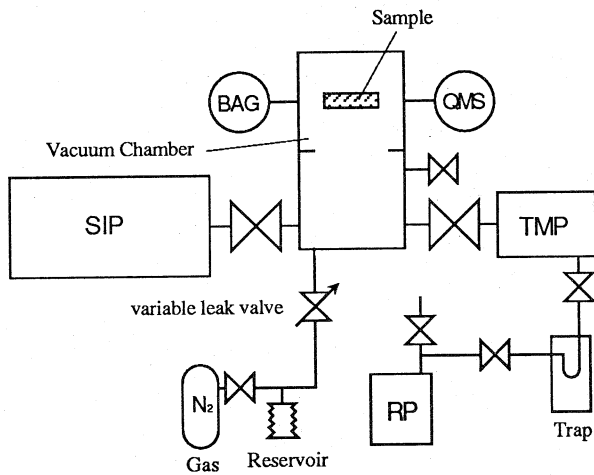 Sample
BAG
QMS
Vacuum Chamber
SIP
TMP
variable leak valve
N₂
RP
Gas
Reservoir
Trap